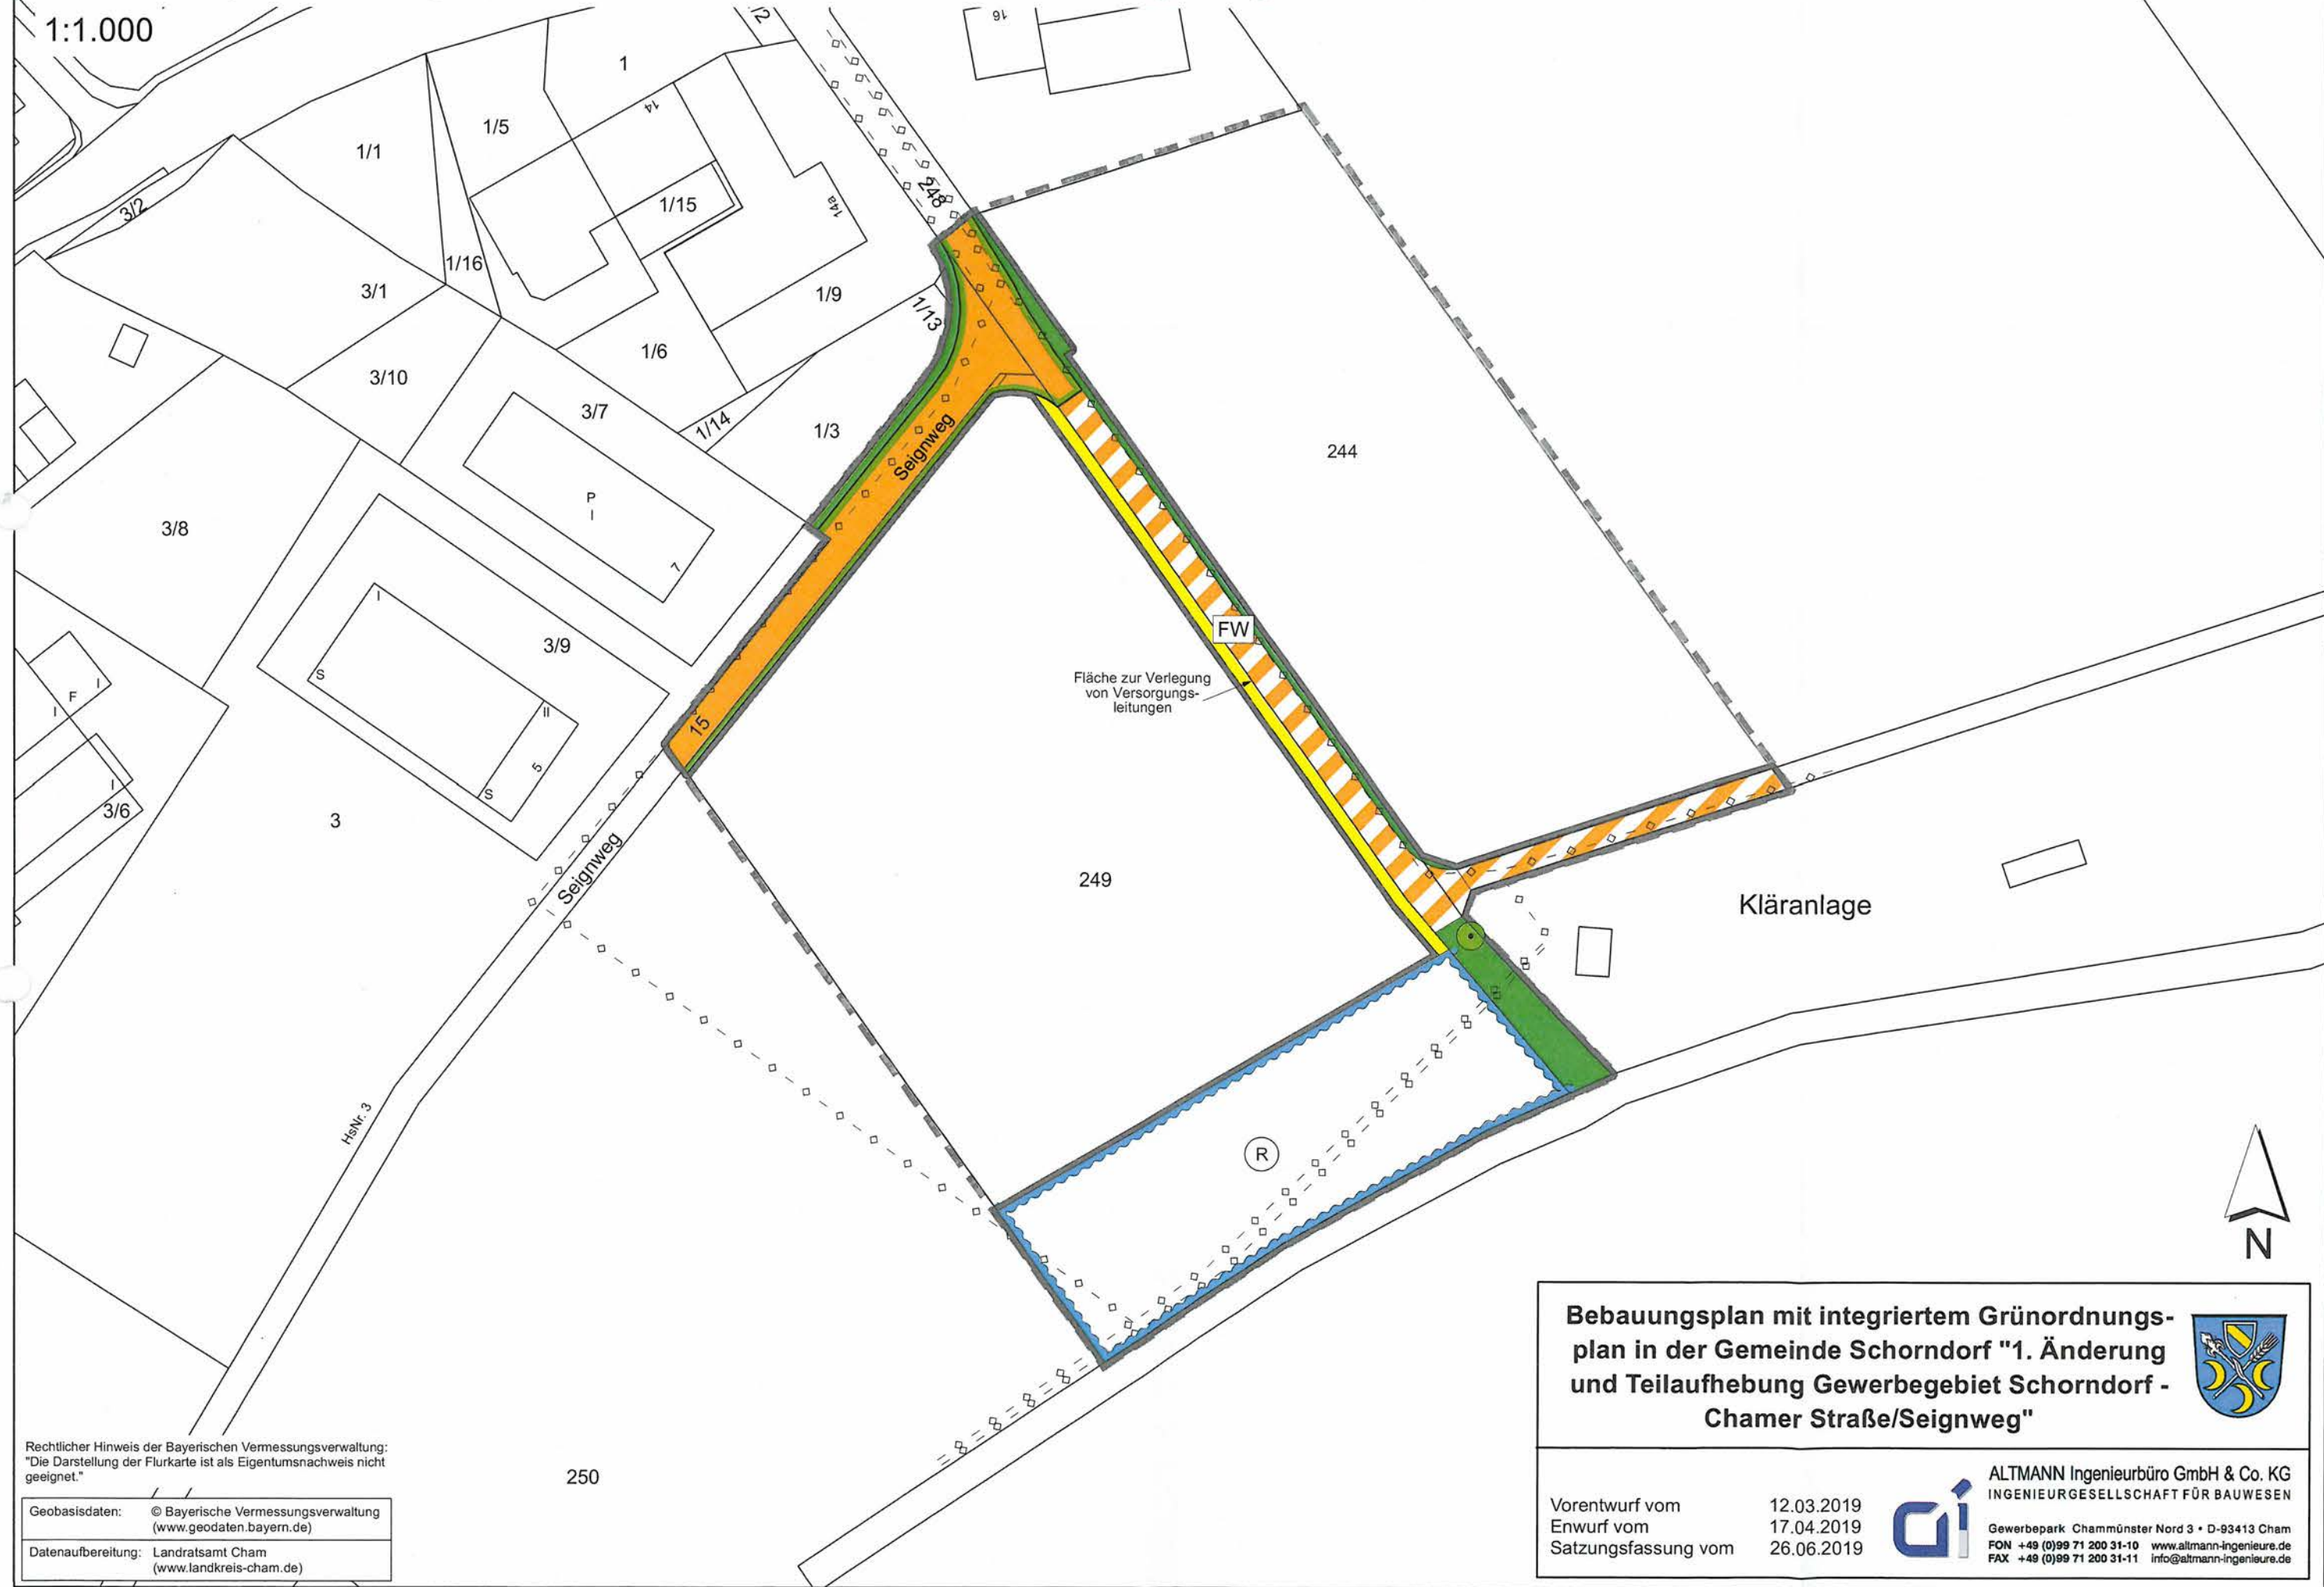 1:1.000
1/2
16
1
14
1/5
1/1
3/2
1/15
14a
248
1/16
3/1
1/9
1/13
1/6
3/10
3/7
1/14
1/3
Seignweg
244
P
I
7
3/8
3/9
I
S
II
5
S
F
I
I
I
3/6
3
15
FW
Fläche zur Verlegung
von Versorgungs-
leitungen
Seignweg
249
Kläranlage
HsNr. 3
R
N
250
Rechtlicher Hinweis der Bayerischen Vermessungsverwaltung:
"Die Darstellung der Flurkarte ist als Eigentumsnachweis nicht
geeignet."
Geobasisdaten: © Bayerische Vermessungsverwaltung
(www.geodaten.bayern.de)
Datenaufbereitung: Landratsamt Cham
(www.landkreis-cham.de)
Bebauungsplan mit integriertem Grünordnungs-
plan in der Gemeinde Schorndorf "1. Änderung
und Teilaufhebung Gewerbegebiet Schorndorf -
Chamer Straße/Seignweg"
Vorentwurf vom 12.03.2019
Enwurf vom 17.04.2019
Satzungsfassung vom 26.06.2019
ai
ALTMANN Ingenieurbüro GmbH & Co. KG
INGENIEURGESELLSCHAFT FÜR BAUWESEN
Gewerbepark Chammünster Nord 3 • D-93413 Cham
FON +49 (0)99 71 200 31-10 www.altmann-ingenieure.de
FAX +49 (0)99 71 200 31-11 info@altmann-ingenieure.de